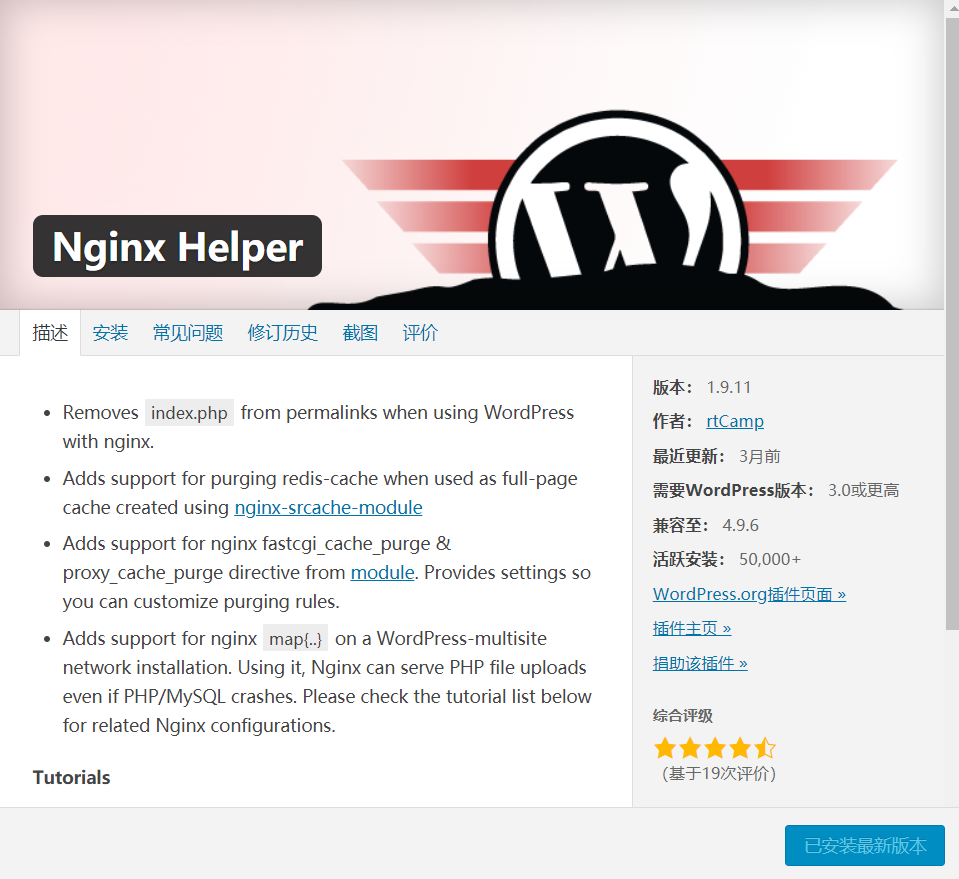 Nginx Helper
描述 安装 常见问题 修订历史 截图 评价
Removes index.php from permalinks when using WordPress
with nginx.
Adds support for purging redis-cache when used as full-page
cache created using nginx-srcache-module
Adds support for nginx fastcgi_cache_purge &
proxy_cache_purge directive from module. Provides settings so
you can customize purging rules.
Adds support for nginx map{..} on a WordPress-multisite
network installation. Using it, Nginx can serve PHP file uploads
even if PHP/MySQL crashes. Please check the tutorial list below
for related Nginx configurations.
Tutorials
版本： 1.9.11
作者： rtCamp
最近更新： 3月前
需要WordPress版本： 3.0或更高
兼容至： 4.9.6
活跃安装： 50,000+
WordPress.org插件页面 »
插件主页 »
捐助该插件 »
综合评级
（基于19次评价）
已安装最新版本